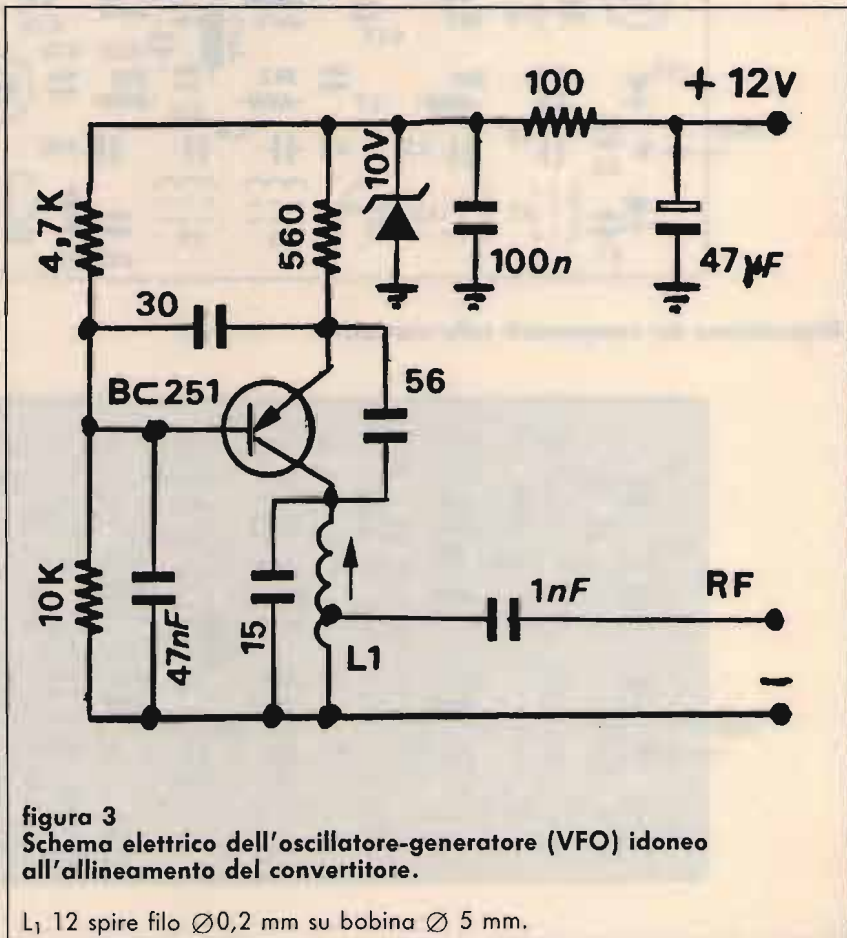 100
+ 12V
10V
4,7K
560
100n
47µF
30
BC251
56
10K
47nF
15
L1
1nF
RF
−
figura 3
Schema elettrico dell'oscillatore-generatore (VFO) idoneo
all'allineamento del convertitore.
L₁ 12 spire filo ∅0,2 mm su bobina ∅ 5 mm.